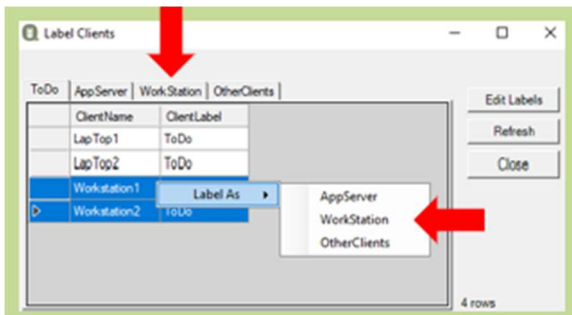 Label Clients
ToDo AppServer WorkStation OtherClients
Edit Labels
ClientName ClientLabel
LapTop1 ToDo
Refresh
LapTop2 ToDo
Close
Workstation1
Label As
AppServer
Workstation2 ToDo
WorkStation
OtherClients
4 rows